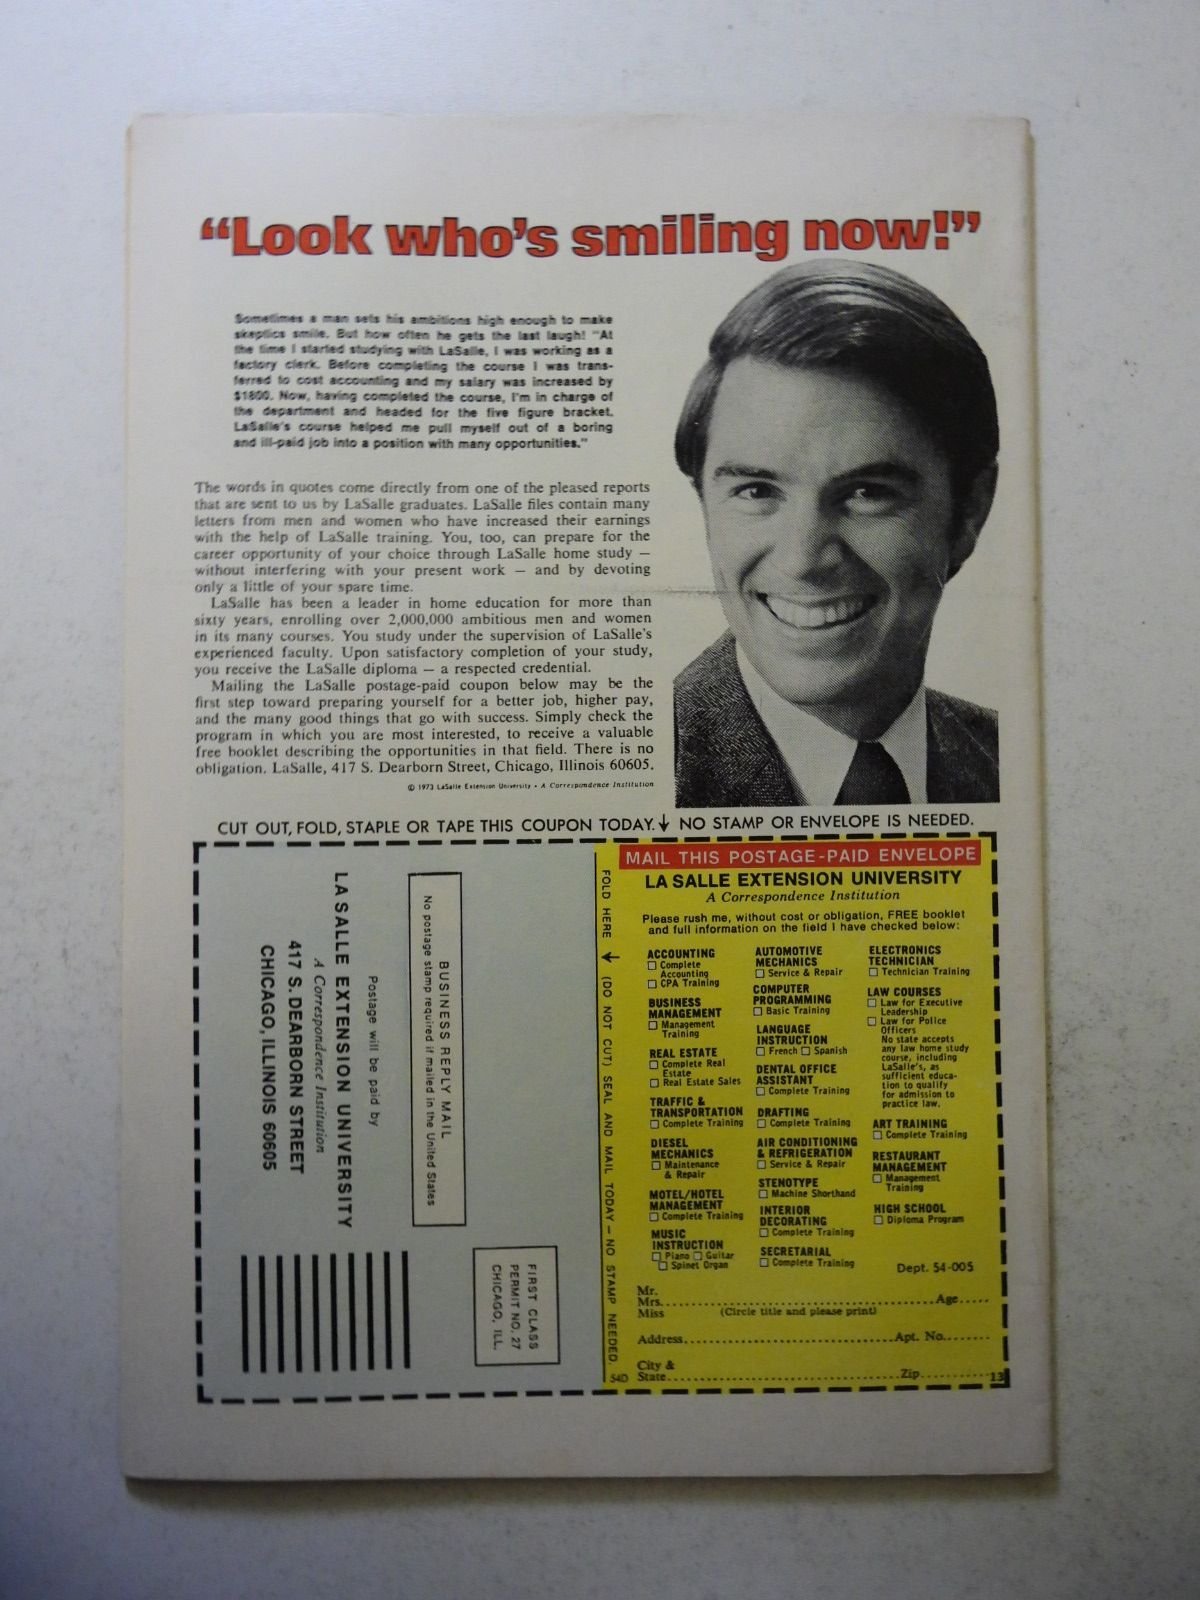 “Look who's smiling now!”
Sometimes a man sets his ambitions high enough to make
skeptics smile. But how often he gets the last laugh! "At
the time I started studying with LaSalle, I was working as a
factory clerk. Before completing the course I was trans-
ferred to cost accounting and my salary was increased by
$1800. Now, having completed the course, I'm in charge of
the department and headed for the five figure bracket.
LaSalle's course helped me pull myself out of a boring
and ill-paid job into a position with many opportunities."
The words in quotes come directly from one of the pleased reports
that are sent to us by LaSalle graduates. LaSalle files contain many
letters from men and women who have increased their earnings
with the help of LaSalle training. You, too, can prepare for the
career opportunity of your choice through LaSalle home study —
without interfering with your present work — and by devoting
only a little of your spare time.
LaSalle has been a leader in home education for more than
sixty years, enrolling over 2,000,000 ambitious men and women
in its many courses. You study under the supervision of LaSalle's
experienced faculty. Upon satisfactory completion of your study,
you receive the LaSalle diploma — a respected credential.
Mailing the LaSalle postage-paid coupon below may be the
first step toward preparing yourself for a better job, higher pay,
and the many good things that go with success. Simply check the
program in which you are most interested, to receive a valuable
free booklet describing the opportunities in that field. There is no
obligation. LaSalle, 417 S. Dearborn Street, Chicago, Illinois 60605.
© 1973 LaSalle Extension University • A Correspondence Institution
CUT OUT, FOLD, STAPLE OR TAPE THIS COUPON TODAY. ↓ NO STAMP OR ENVELOPE IS NEEDED.
FIRST CLASS
PERMIT NO. 27
CHICAGO, ILL.
BUSINESS REPLY MAIL
No postage stamp required if mailed in the United States
Postage will be paid by
LA SALLE EXTENSION UNIVERSITY
A Correspondence Institution
417 S. DEARBORN STREET
CHICAGO, ILLINOIS 60605
FOLD HERE → (DO NOT CUT) SEAL AND MAIL TODAY — NO STAMP NEEDED.
54D
MAIL THIS POSTAGE-PAID ENVELOPE
LA SALLE EXTENSION UNIVERSITY
A Correspondence Institution
Please rush me, without cost or obligation, FREE booklet
and full information on the field I have checked below:
ACCOUNTING
☐ Complete
Accounting
☐ CPA Training
BUSINESS
MANAGEMENT
☐ Management
Training
REAL ESTATE
☐ Complete Real
Estate
☐ Real Estate Sales
TRAFFIC &
TRANSPORTATION
☐ Complete Training
DIESEL
MECHANICS
☐ Maintenance
& Repair
MOTEL/HOTEL
MANAGEMENT
☐ Complete Training
MUSIC
INSTRUCTION
☐ Piano ☐ Guitar
☐ Spinet Organ
AUTOMOTIVE
MECHANICS
☐ Service & Repair
COMPUTER
PROGRAMMING
☐ Basic Training
LANGUAGE
INSTRUCTION
☐ French ☐ Spanish
DENTAL OFFICE
ASSISTANT
☐ Complete Training
DRAFTING
☐ Complete Training
AIR CONDITIONING
& REFRIGERATION
☐ Service & Repair
STENOTYPE
☐ Machine Shorthand
INTERIOR
DECORATING
☐ Complete Training
SECRETARIAL
☐ Complete Training
ELECTRONICS
TECHNICIAN
☐ Technician Training
LAW COURSES
☐ Law for Executive
Leadership
☐ Law for Police
Officers
No state accepts
any law home study
course, including
LaSalle's, as
sufficient educa-
tion to qualify
for admission to
practice law.
ART TRAINING
☐ Complete Training
RESTAURANT
MANAGEMENT
☐ Management
Training
HIGH SCHOOL
☐ Diploma Program
Dept. 54-005
Mr.
Mrs. Age
Miss (Circle title and please print)
Address Apt. No.
City &
State Zip 13